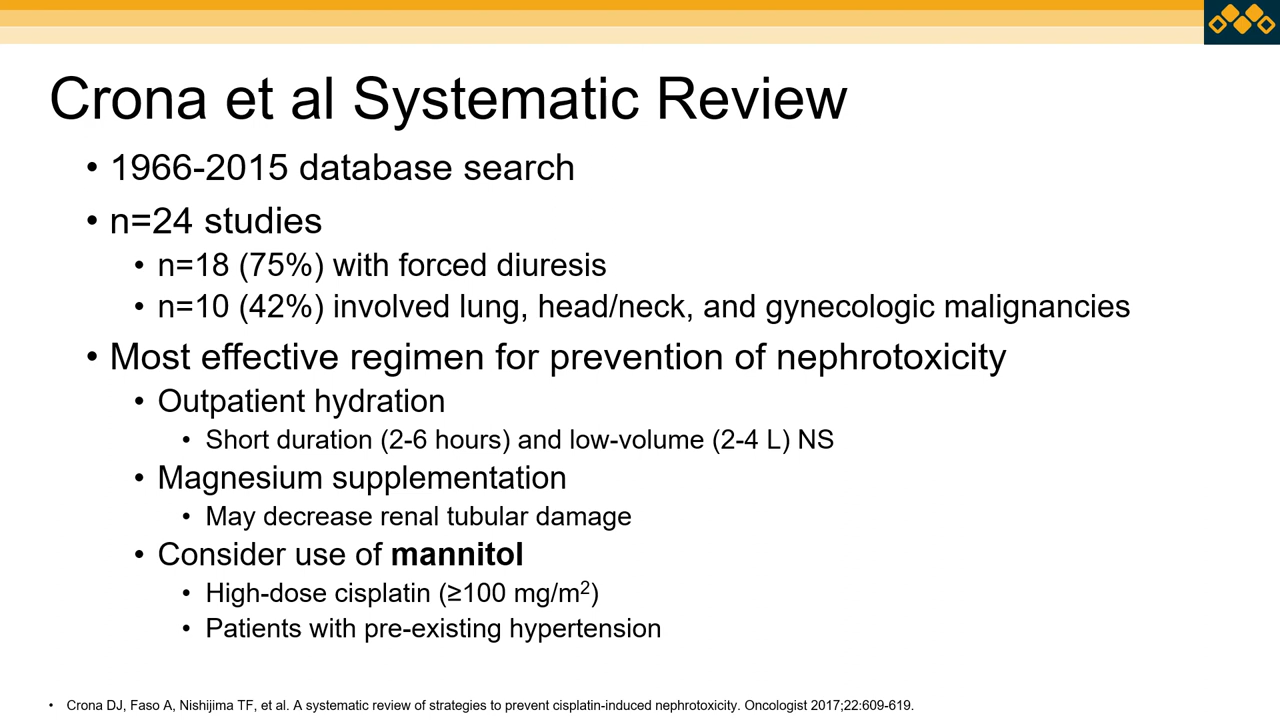 Crona et al Systematic Review
• 1966-2015 database search
• n=24 studies
• n=18 (75%) with forced diuresis
• n=10 (42%) involved lung, head/neck, and gynecologic malignancies
• Most effective regimen for prevention of nephrotoxicity
• Outpatient hydration
• Short duration (2-6 hours) and low-volume (2-4 L) NS
• Magnesium supplementation
• May decrease renal tubular damage
• Consider use of mannitol
• High-dose cisplatin (≥100 mg/m²)
• Patients with pre-existing hypertension
• Crona DJ, Faso A, Nishijima TF, et al. A systematic review of strategies to prevent cisplatin-induced nephrotoxicity. Oncologist 2017;22:609-619.